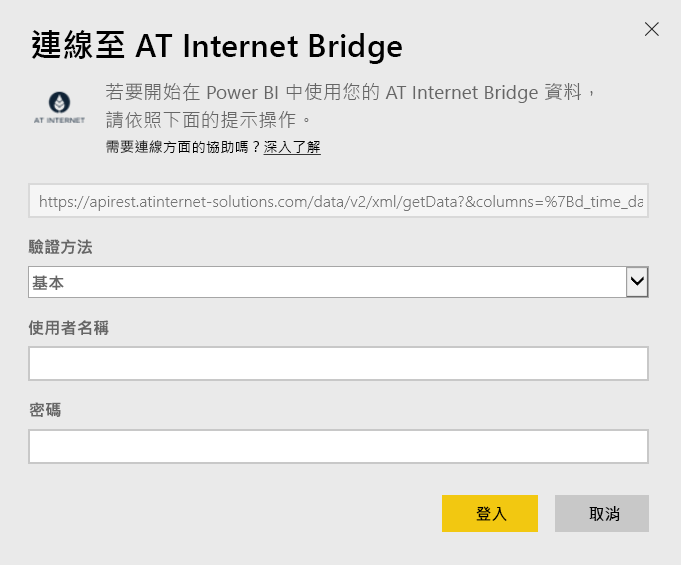 連線至 AT Internet Bridge
AT INTERNET
若要開始在 Power BI 中使用您的 AT Internet Bridge 資料，
請依照下面的提示操作。
需要連線方面的協助嗎？深入了解
https://apirest.atinternet-solutions.com/data/v2/xml/getData?&columns=%7Bd_time_da
驗證方法
基本
使用者名稱
密碼
登入 取消